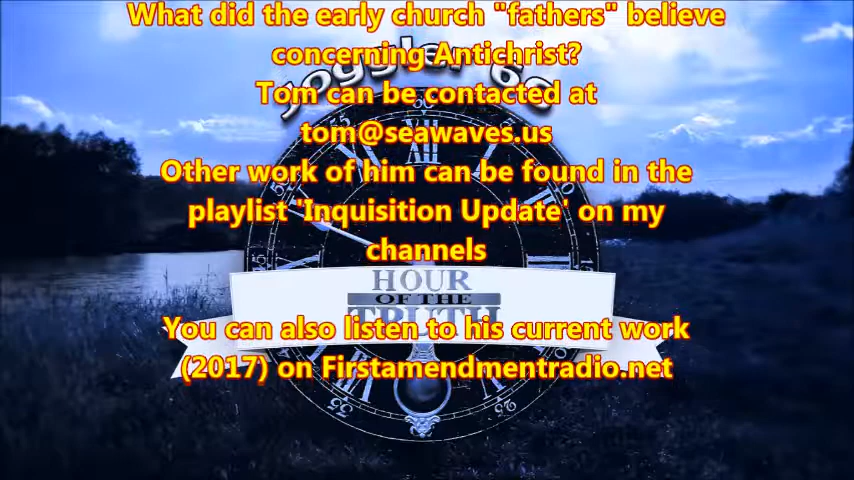 What did the early church "fathers" believe
concerning Antichrist?
Tom can be contacted at
tom@seawaves.us
Other work of him can be found in the
playlist 'Inquisition Update' on my
channels
HOUR
OF THE
TRUTH
You can also listen to his current work
(2017) on Firstamendmentradio.net